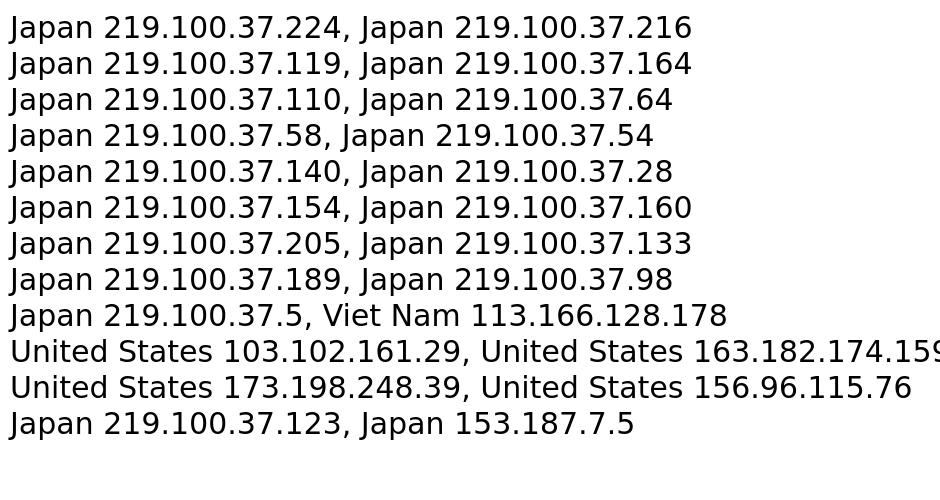 Japan 219.100.37.224, Japan 219.100.37.216
Japan 219.100.37.119, Japan 219.100.37.164
Japan 219.100.37.110, Japan 219.100.37.64
Japan 219.100.37.58, Japan 219.100.37.54
Japan 219.100.37.140, Japan 219.100.37.28
Japan 219.100.37.154, Japan 219.100.37.160
Japan 219.100.37.205, Japan 219.100.37.133
Japan 219.100.37.189, Japan 219.100.37.98
Japan 219.100.37.5, Viet Nam 113.166.128.178
United States 103.102.161.29, United States 163.182.174.159
United States 173.198.248.39, United States 156.96.115.76
Japan 219.100.37.123, Japan 153.187.7.5